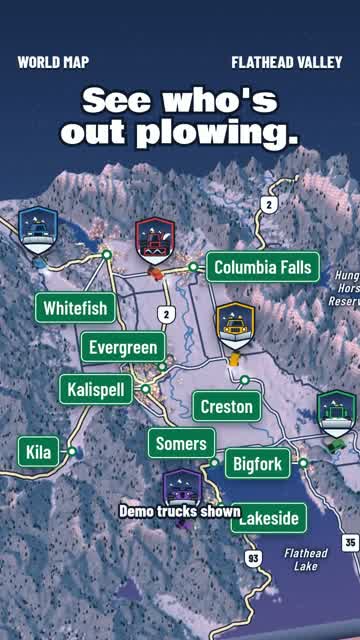 WORLD MAP
FLATHEAD VALLEY
See who's
out plowing.
2
Columbia Falls
Whitefish
2
Evergreen
Kalispell
Creston
Somers
Kila
Bigfork
Demo trucks shown
Lakeside
35
93
Flathead
Lake